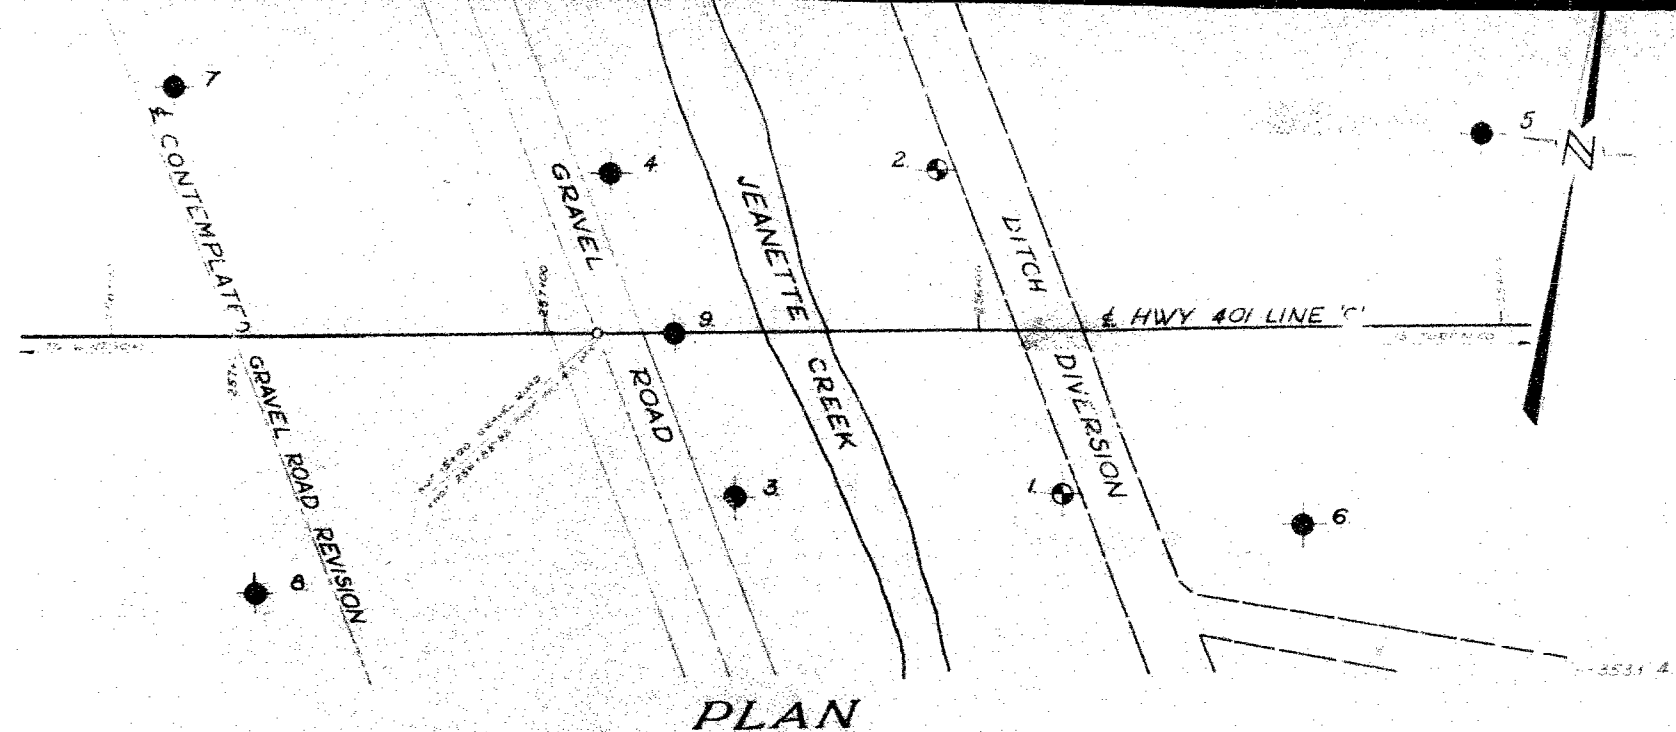 7
℄ CONTEMPLATED GRAVEL ROAD REVISION
4
GRAVEL ROAD
JEANETTE CREEK
2
DITCH DIVERSION
5
N
9
℄ HWY 401 LINE 'C'
3
1
6
8
PLAN